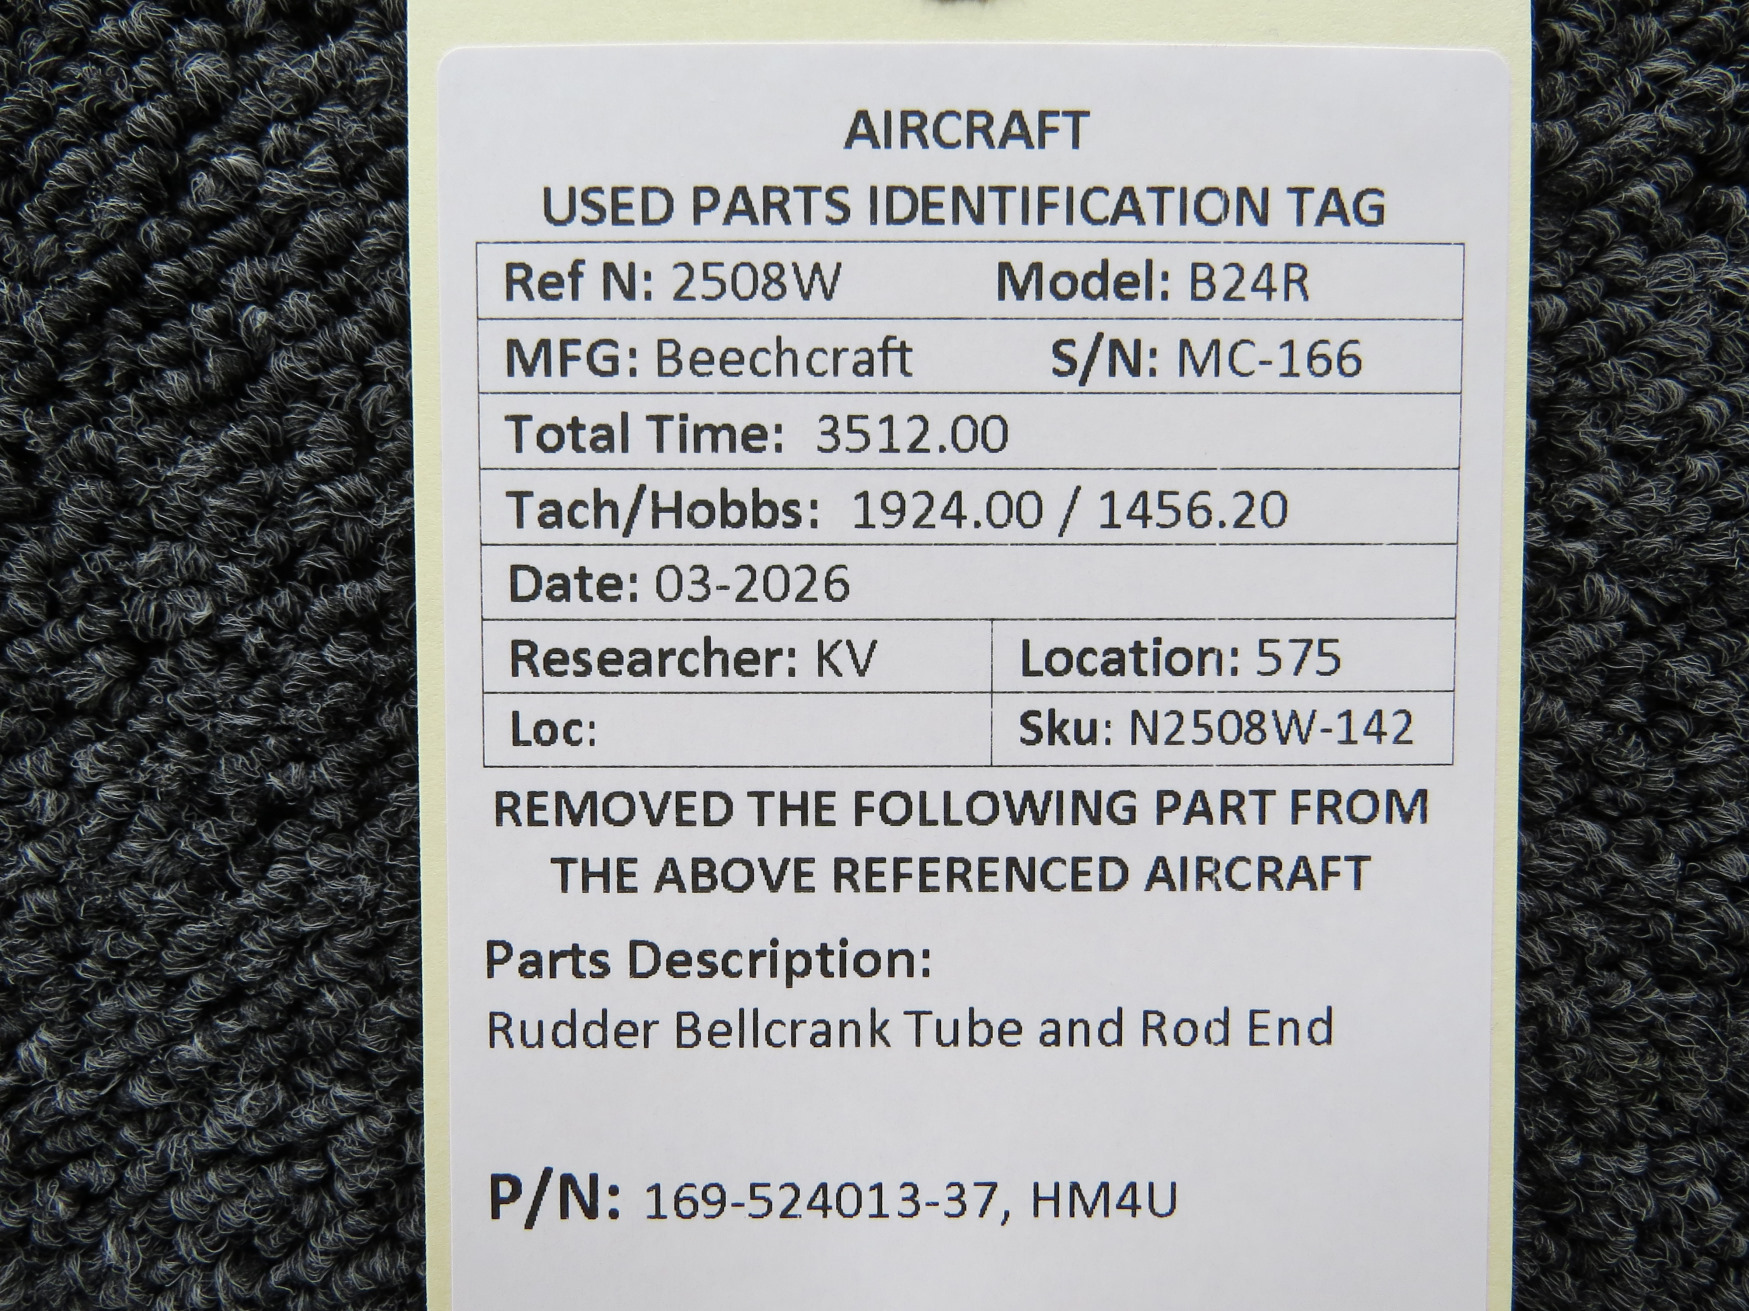 AIRCRAFT
USED PARTS IDENTIFICATION TAG
Ref N: 2508W Model: B24R
MFG: Beechcraft S/N: MC-166
Total Time: 3512.00
Tach/Hobbs: 1924.00 / 1456.20
Date: 03-2026
Researcher: KV Location: 575
Loc: Sku: N2508W-142
REMOVED THE FOLLOWING PART FROM
THE ABOVE REFERENCED AIRCRAFT
Parts Description:
Rudder Bellcrank Tube and Rod End
P/N: 169-524013-37, HM4U